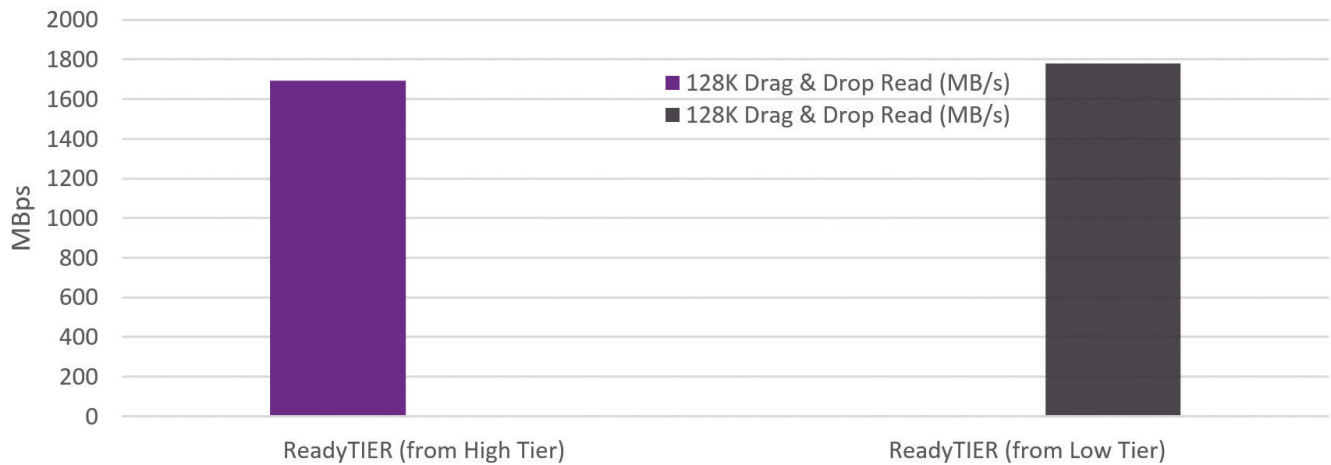 2000
1800
1600
1400
1200
1000
800
600
400
200
0
MBps
128K Drag & Drop Read (MB/s)
128K Drag & Drop Read (MB/s)
ReadyTIER (from High Tier)
ReadyTIER (from Low Tier)